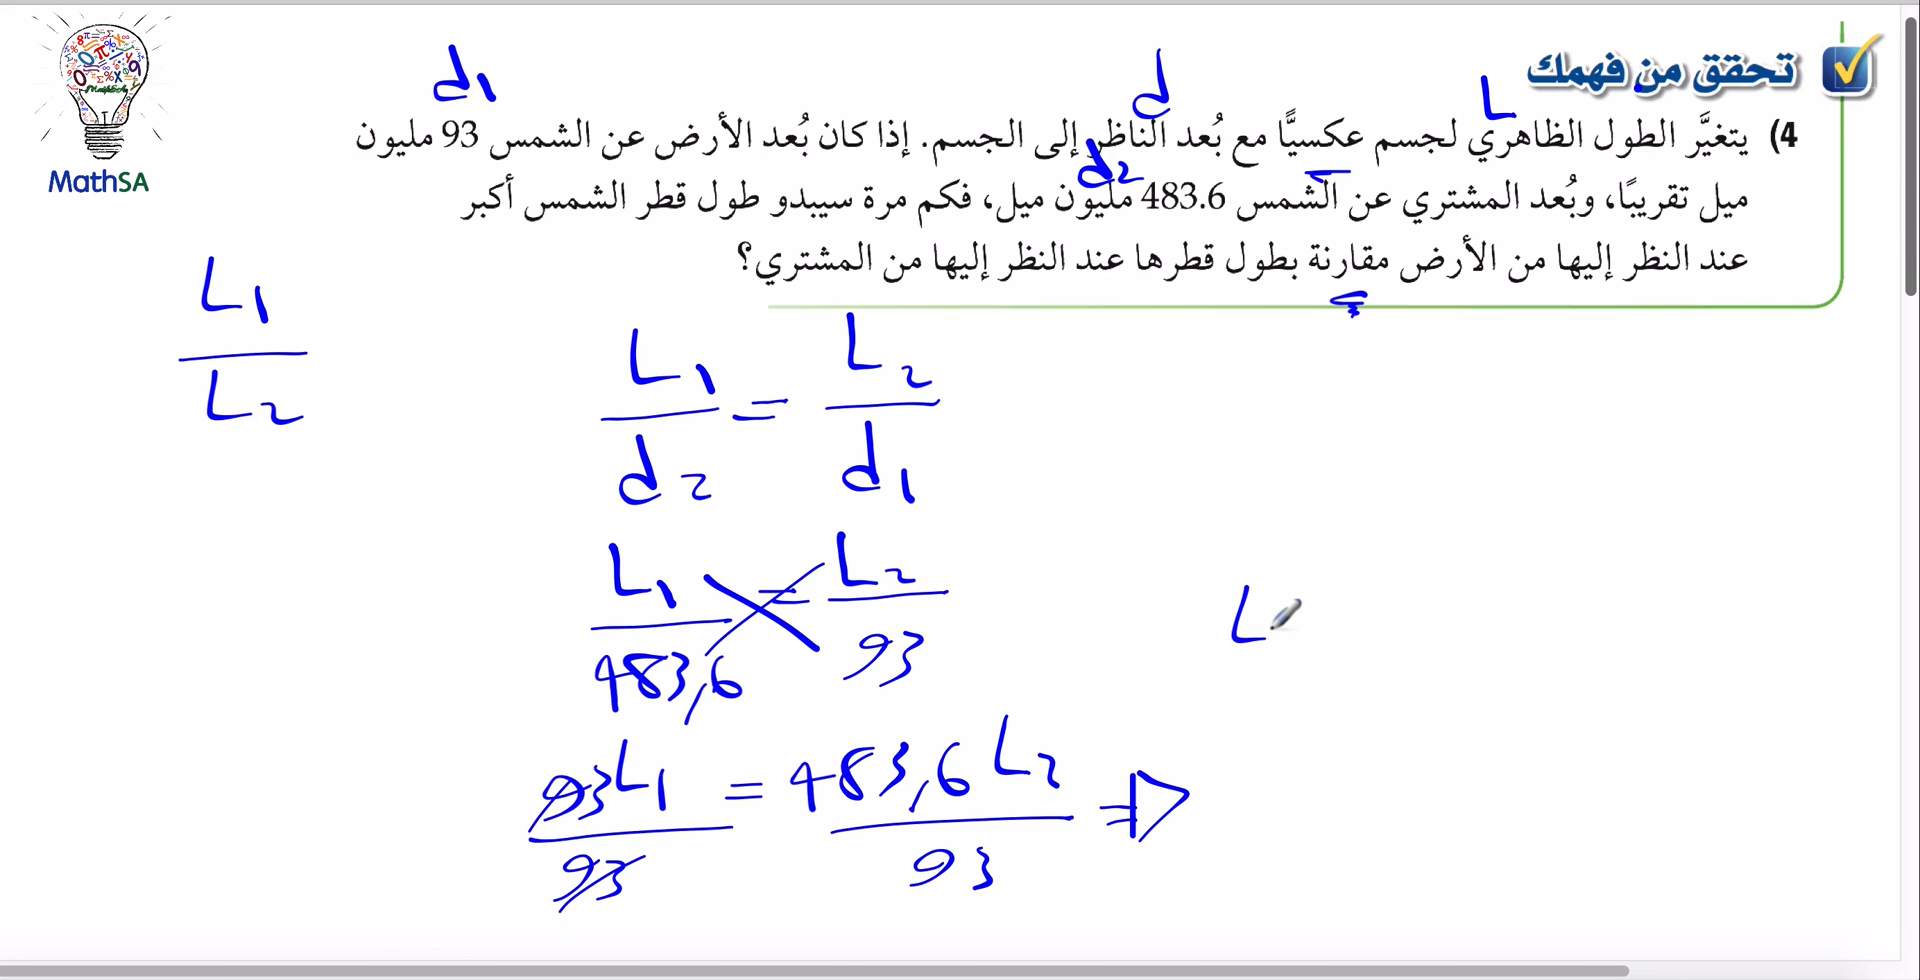 MathSA
تحقق من فهمك
d1 d L
4) يتغيَّر الطول الظاهري لجسم عكسيًّا مع بُعد الناظر إلى الجسم. إذا كان بُعد الأرض عن الشمس 93 مليون
d2
ميل تقريبًا، وبُعد المشتري عن الشمس 483.6 مليون ميل، فكم مرة سيبدو طول قطر الشمس أكبر
عند النظر إليها من الأرض مقارنة بطول قطرها عند النظر إليها من المشتري؟
L1 / L2
L1 / d2 = L2 / d1
L1 / 483,6 = L2 / 93
L
93L1 / 93 = 483,6 L2 / 93 ⇒